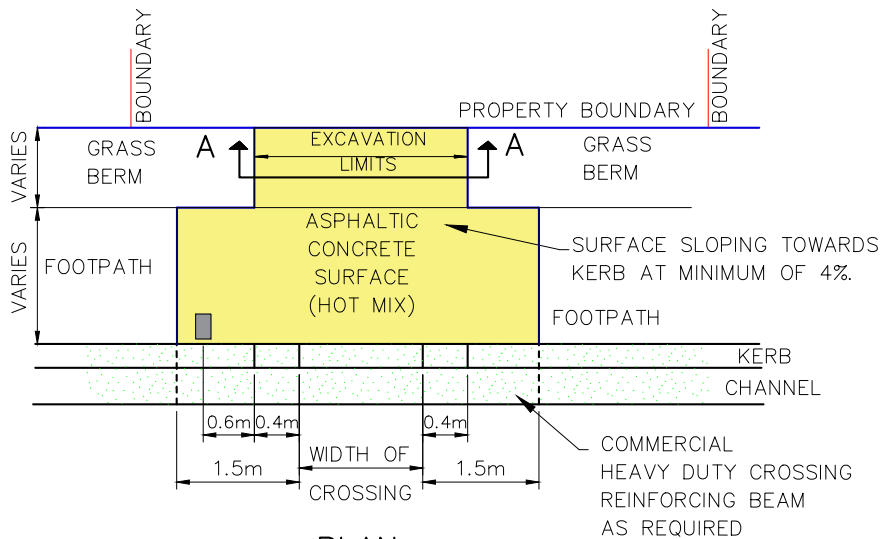 BOUNDARY
BOUNDARY
PROPERTY BOUNDARY
VARIES
GRASS
BERM
A
EXCAVATION
LIMITS
A
GRASS
BERM
VARIES
FOOTPATH
ASPHALTIC
CONCRETE
SURFACE
(HOT MIX)
SURFACE SLOPING TOWARDS
KERB AT MINIMUM OF 4%.
FOOTPATH
KERB
CHANNEL
0.6m
0.4m
0.4m
1.5m
WIDTH OF
CROSSING
1.5m
COMMERCIAL
HEAVY DUTY CROSSING
REINFORCING BEAM
AS REQUIRED
PLAN